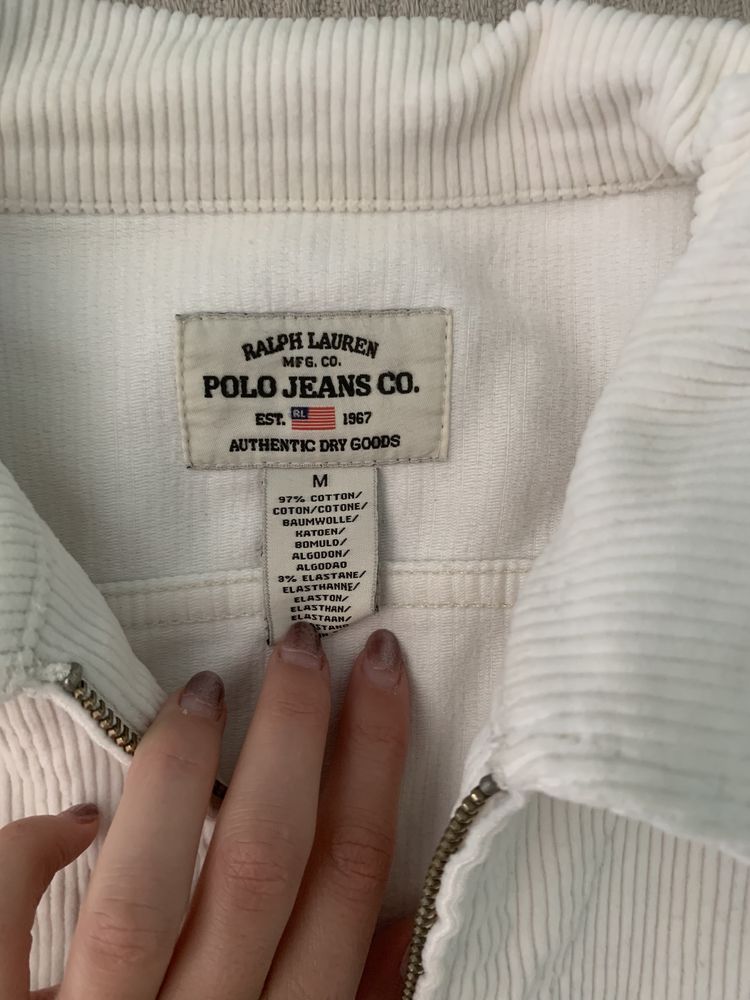 RALPH LAUREN
MFG. CO.
POLO JEANS CO.
EST. RL 1967
AUTHENTIC DRY GOODS
M
97% COTTON/
COTON/COTONE/
BAUMWOLLE/
KATOEN/
BOMULD/
ALGODON/
ALGODAO
3% ELASTANE/
ELASTHANNE/
ELASTON/
ELASTHAN/
ELASTAAN/